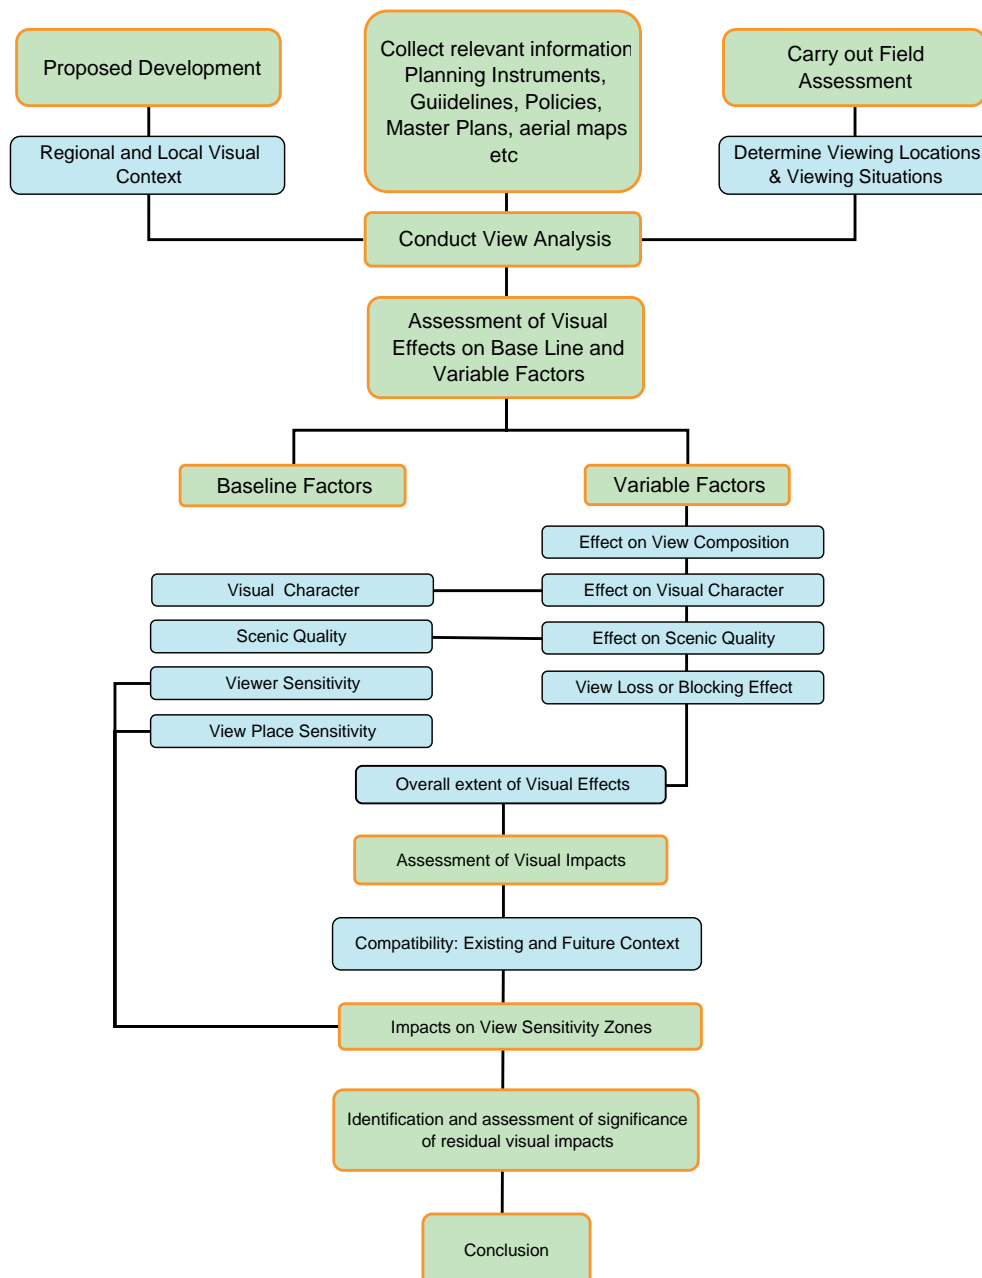 Proposed Development
Collect relevant information
Planning Instruments,
Guiidelines, Policies,
Master Plans, aerial maps
etc
Carry out Field
Assessment
Regional and Local Visual
Context
Determine Viewing Locations
& Viewing Situations
Conduct View Analysis
Assessment of Visual
Effects on Base Line and
Variable Factors
Baseline Factors
Variable Factors
Effect on View Composition
Visual Character
Effect on Visual Character
Scenic Quality
Effect on Scenic Quality
Viewer Sensitivity
View Loss or Blocking Effect
View Place Sensitivity
Overall extent of Visual Effects
Assessment of Visual Impacts
Compatibility: Existing and Fuiture Context
Impacts on View Sensitivity Zones
Identification and assessment of significance
of residual visual impacts
Conclusion